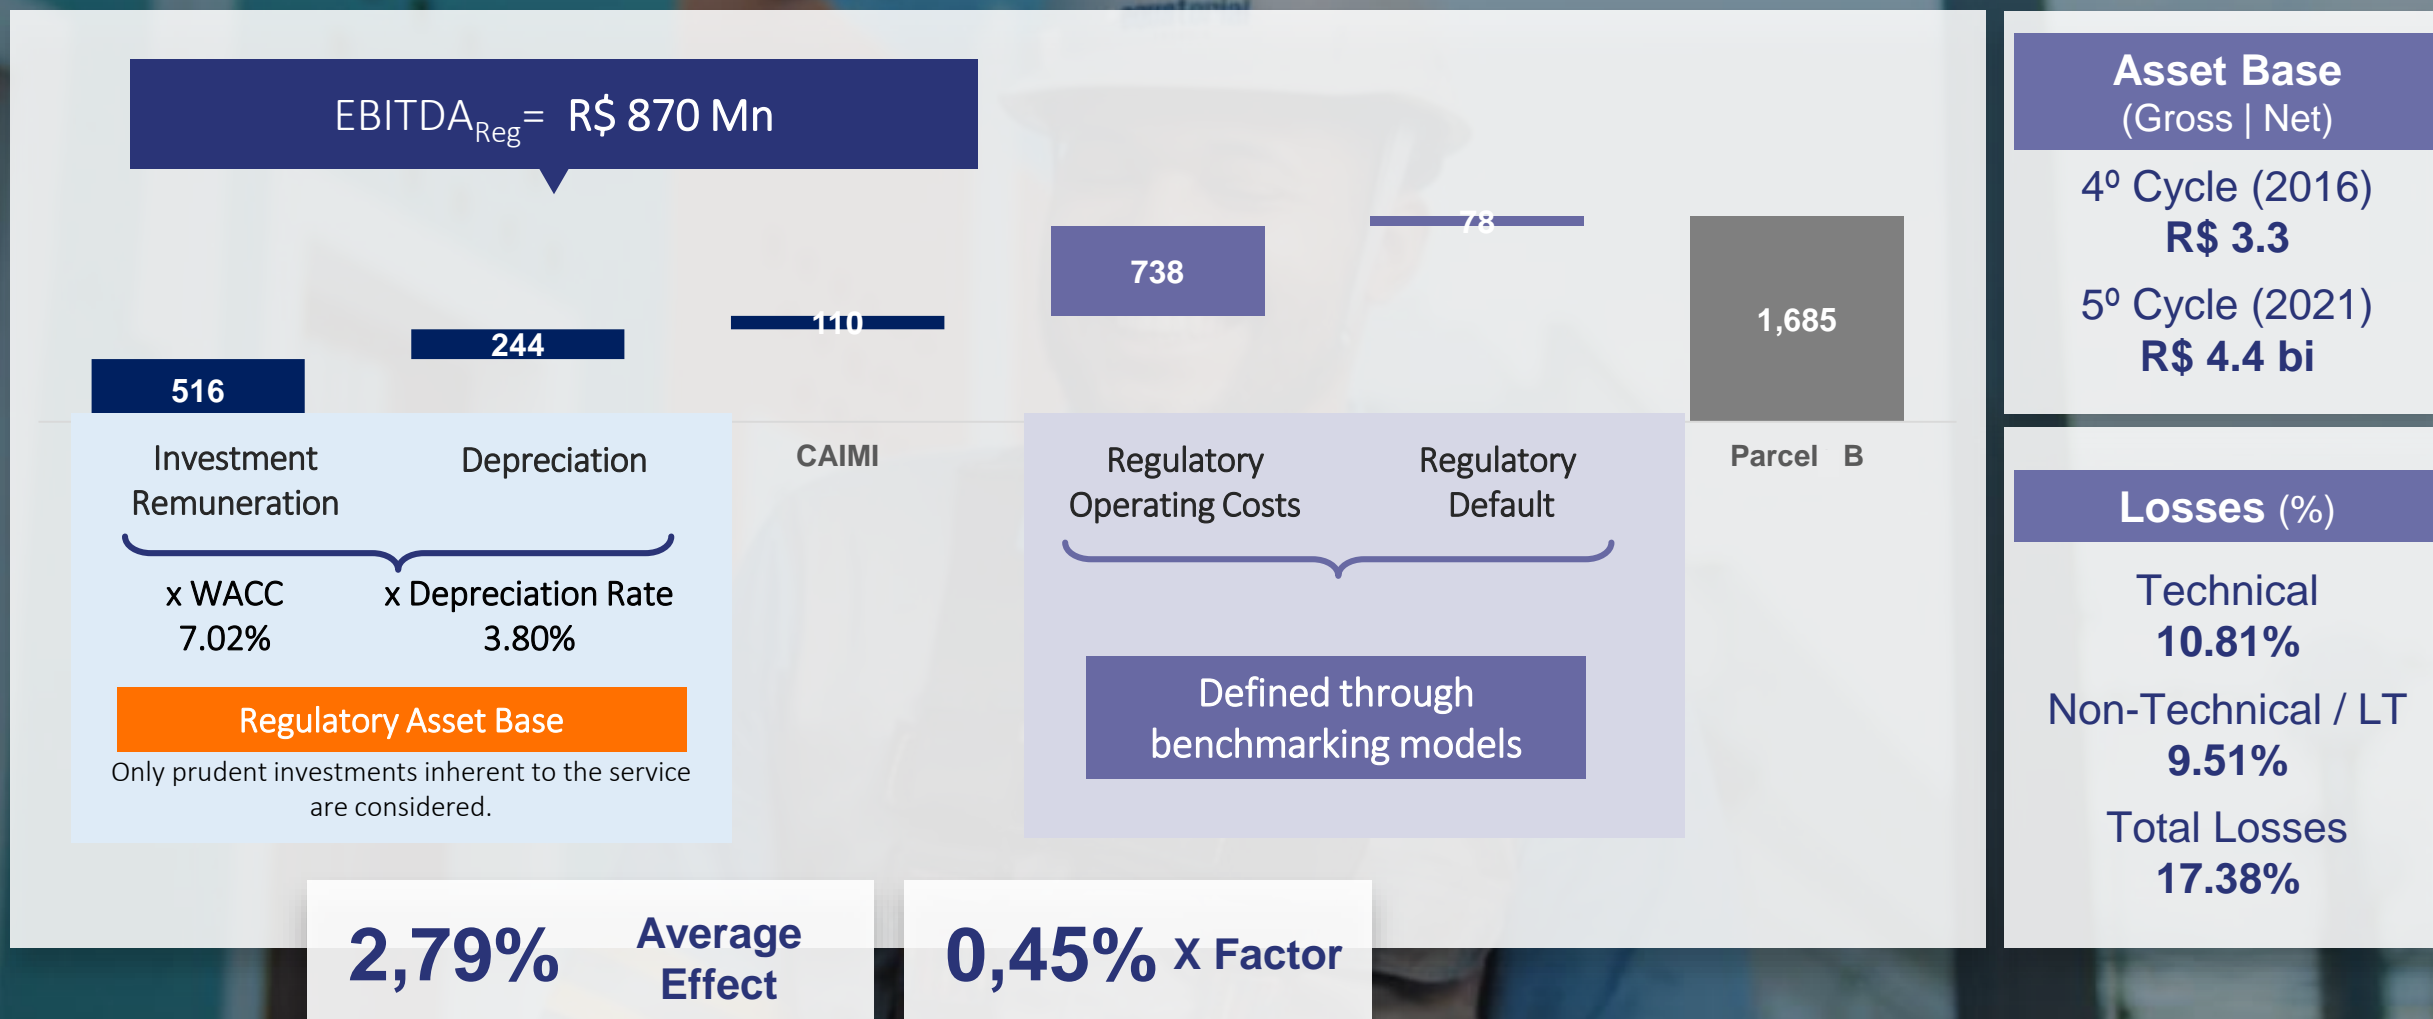 EBITDAReg= R$ 870 Mn
516
244
110
738
78
1,685
Investment
Remuneration
Depreciation
CAIMI
Regulatory
Operating Costs
Regulatory
Default
Parcel B
x WACC
7.02%
x Depreciation Rate
3.80%
Regulatory Asset Base
Only prudent investments inherent to the service
are considered.
Defined through
benchmarking models
2,79%
Average
Effect
0,45% X Factor
Asset Base
(Gross | Net)
4º Cycle (2016)
R$ 3.3
5º Cycle (2021)
R$ 4.4 bi
Losses (%)
Technical
10.81%
Non-Technical / LT
9.51%
Total Losses
17.38%